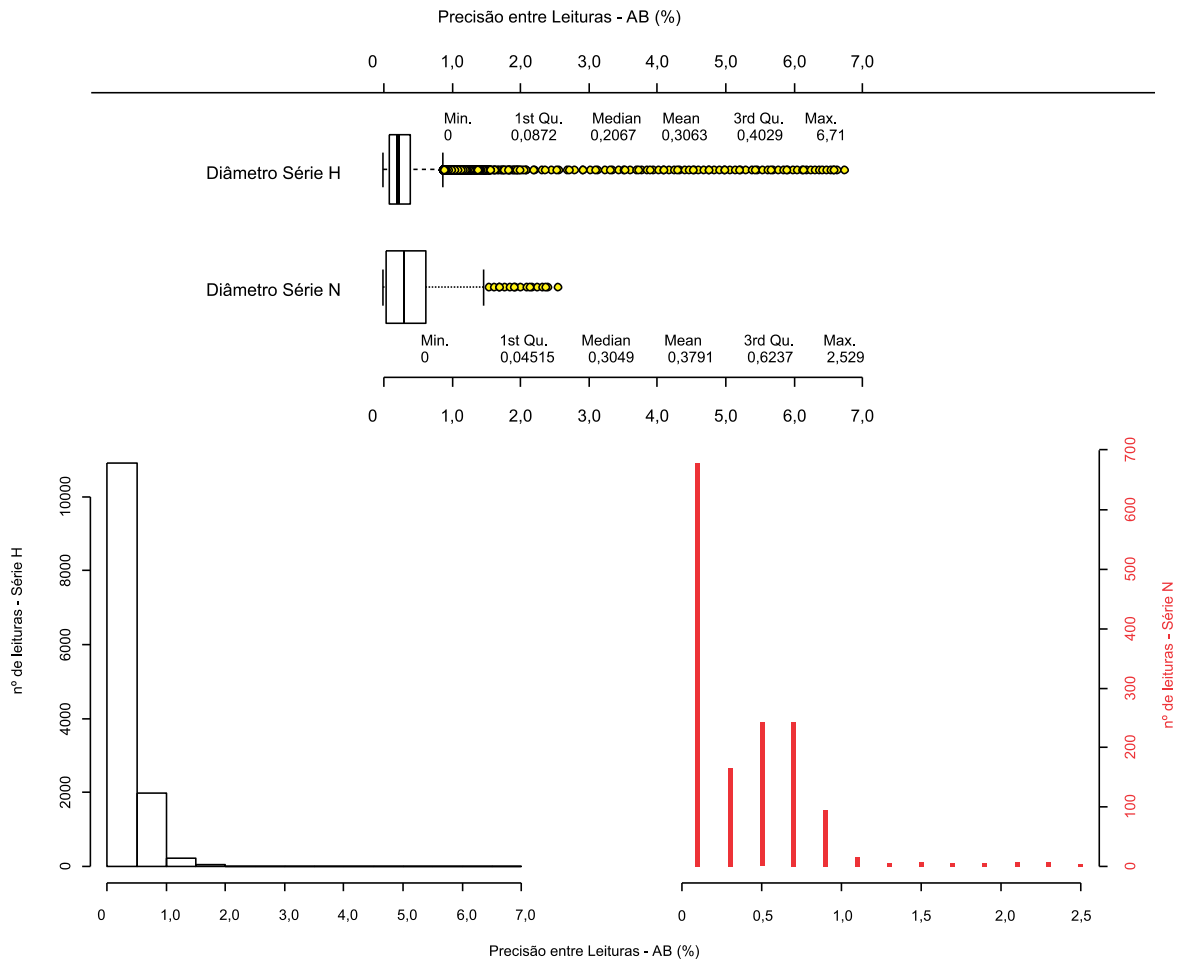 Precisão entre Leituras - AB (%)
0 1,0 2,0 3,0 4,0 5,0 6,0 7,0
Min. 1st Qu. Median Mean 3rd Qu. Max.
0 0,0872 0,2067 0,3063 0,4029 6,71
Diâmetro Série H
Diâmetro Série N
Min. 1st Qu. Median Mean 3rd Qu. Max.
0 0,04515 0,3049 0,3791 0,6237 2,529
0 1,0 2,0 3,0 4,0 5,0 6,0 7,0
nº de leituras - Série H
0 2000 4000 6000 8000 10000
0 1,0 2,0 3,0 4,0 5,0 6,0 7,0
nº de leituras - Série N
0 100 200 300 400 500 600 700
0 0,5 1,0 1,5 2,0 2,5
Precisão entre Leituras - AB (%)